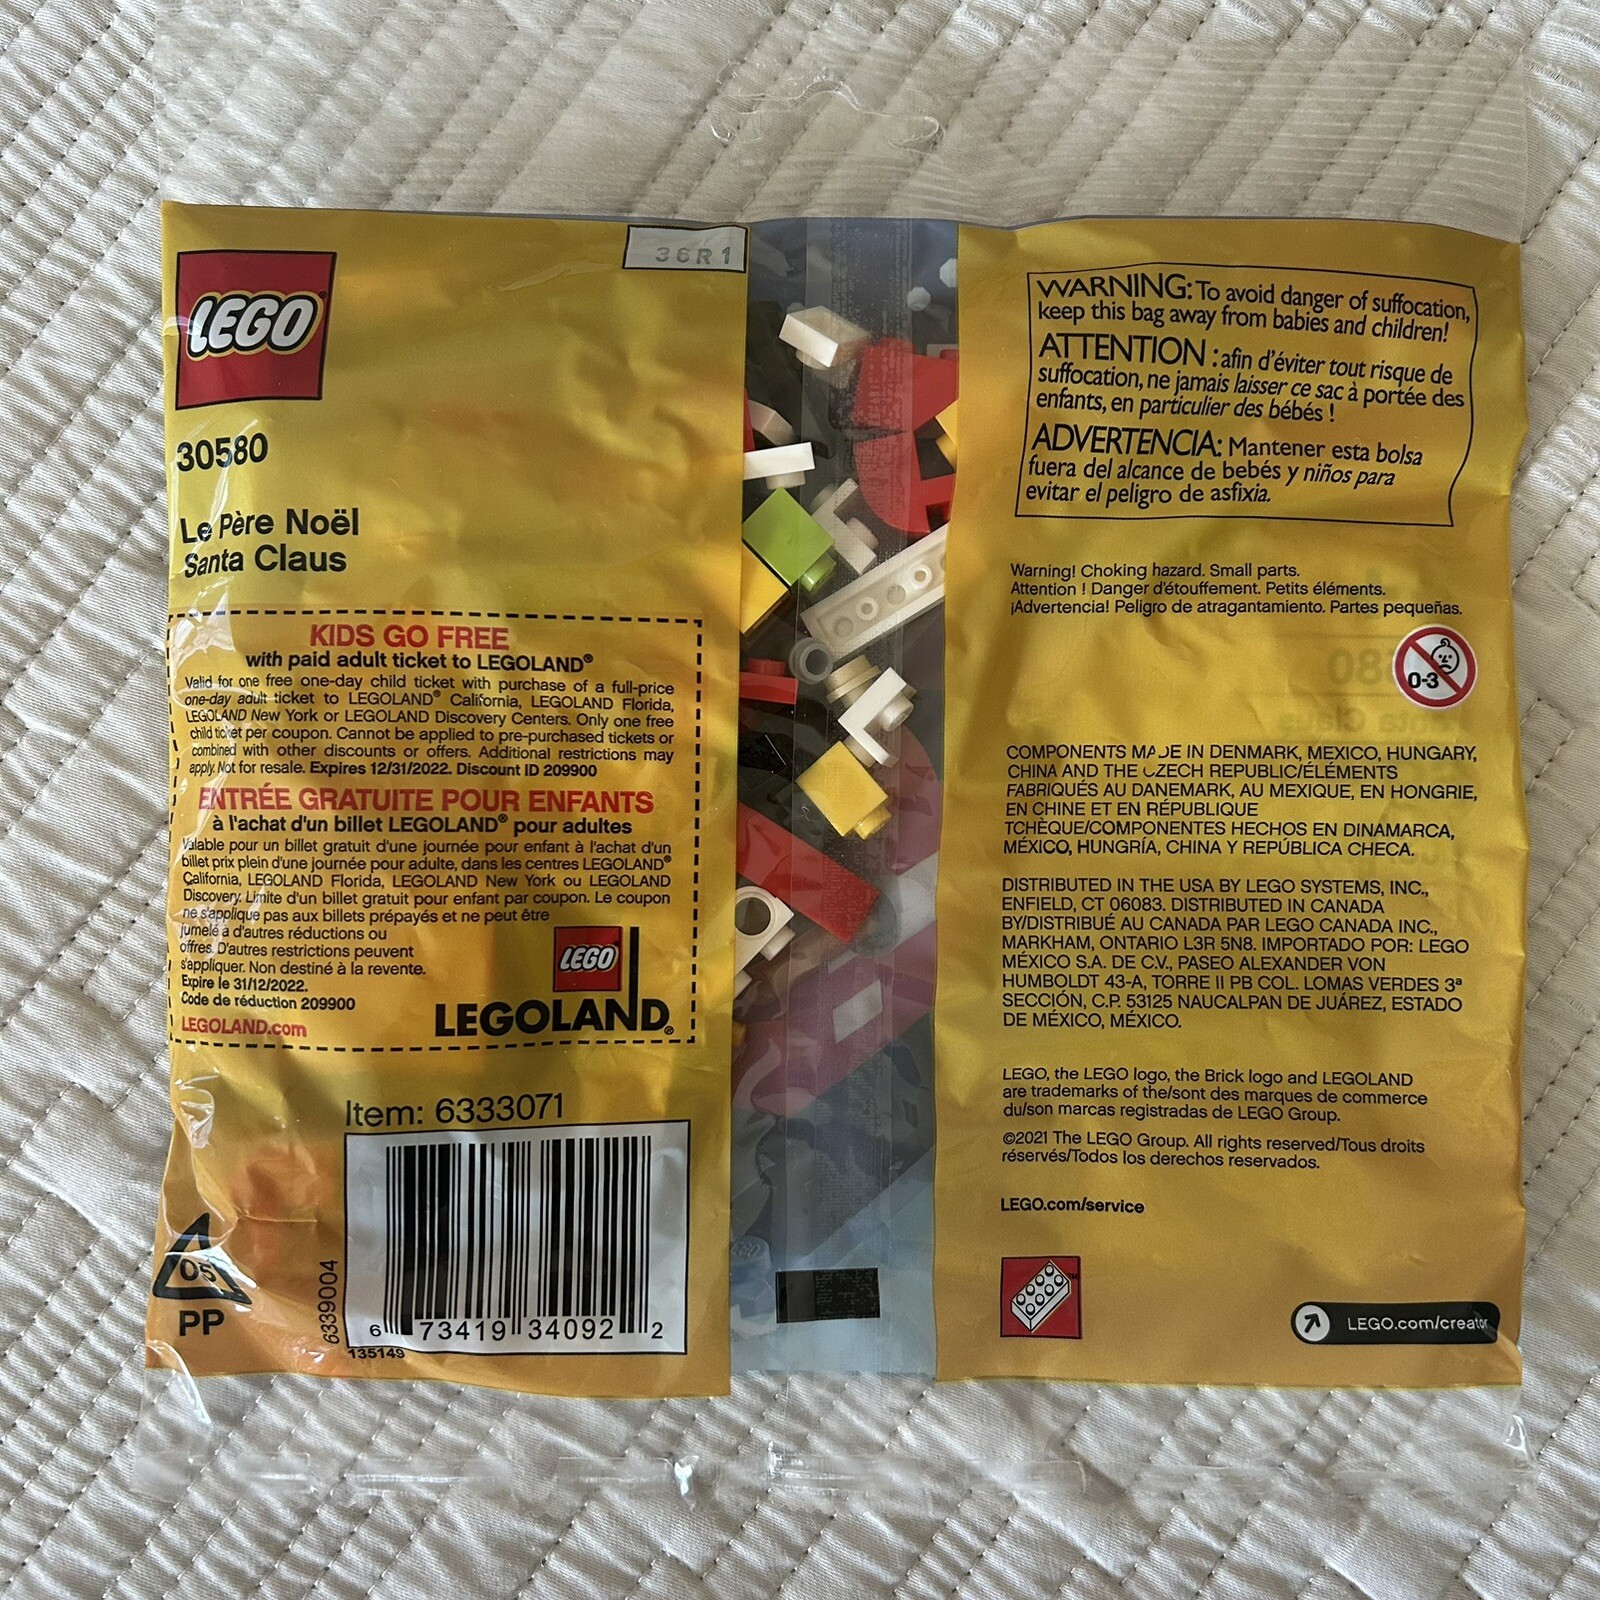 36R1
LEGO
30580
Le Père Noël
Santa Claus
KIDS GO FREE
with paid adult ticket to LEGOLAND®
Valid for one free one-day child ticket with purchase of a full-price
one-day adult ticket to LEGOLAND® California, LEGOLAND Florida,
LEGOLAND New York or LEGOLAND Discovery Centers. Only one free
child ticket per coupon. Cannot be applied to pre-purchased tickets or
combined with other discounts or offers. Additional restrictions may
apply. Not for resale. Expires 12/31/2022. Discount ID 209900
ENTRÉE GRATUITE POUR ENFANTS
à l'achat d'un billet LEGOLAND® pour adultes
Valable pour un billet gratuit d'une journée pour enfant à l'achat d'un
billet prix plein d'une journée pour adulte, dans les centres LEGOLAND®
California, LEGOLAND Florida, LEGOLAND New York ou LEGOLAND
Discovery. Limite d'un billet gratuit pour enfant par coupon. Le coupon
ne s'applique pas aux billets prépayés et ne peut être
jumelé à d'autres réductions ou
offres. D'autres restrictions peuvent
s'appliquer. Non destiné à la revente.
Expire le 31/12/2022.
Code de réduction 209900
LEGOLAND.com
LEGO
LEGOLAND®
Item: 6333071
05
PP
6339004
6 73419 34092 2
135149
WARNING: To avoid danger of suffocation,
keep this bag away from babies and children!
ATTENTION : afin d'éviter tout risque de
suffocation, ne jamais laisser ce sac à portée des
enfants, en particulier des bébés !
ADVERTENCIA: Mantener esta bolsa
fuera del alcance de bebés y niños para
evitar el peligro de asfixia.
Warning! Choking hazard. Small parts.
Attention ! Danger d'étouffement. Petits éléments.
¡Advertencia! Peligro de atragantamiento. Partes pequeñas.
0-3
COMPONENTS MADE IN DENMARK, MEXICO, HUNGARY,
CHINA AND THE CZECH REPUBLIC/ÉLÉMENTS
FABRIQUÉS AU DANEMARK, AU MEXIQUE, EN HONGRIE,
EN CHINE ET EN RÉPUBLIQUE
TCHÈQUE/COMPONENTES HECHOS EN DINAMARCA,
MÉXICO, HUNGRÍA, CHINA Y REPÚBLICA CHECA.
DISTRIBUTED IN THE USA BY LEGO SYSTEMS, INC.,
ENFIELD, CT 06083. DISTRIBUTED IN CANADA
BY/DISTRIBUÉ AU CANADA PAR LEGO CANADA INC.,
MARKHAM, ONTARIO L3R 5N8. IMPORTADO POR: LEGO
MÉXICO S.A. DE C.V., PASEO ALEXANDER VON
HUMBOLDT 43-A, TORRE II PB COL. LOMAS VERDES 3ª
SECCIÓN, C.P. 53125 NAUCALPAN DE JUÁREZ, ESTADO
DE MÉXICO, MÉXICO.
LEGO, the LEGO logo, the Brick logo and LEGOLAND
are trademarks of the/sont des marques de commerce
du/son marcas registradas de LEGO Group.
©2021 The LEGO Group. All rights reserved/Tous droits
réservés/Todos los derechos reservados.
LEGO.com/service
LEGO.com/creator